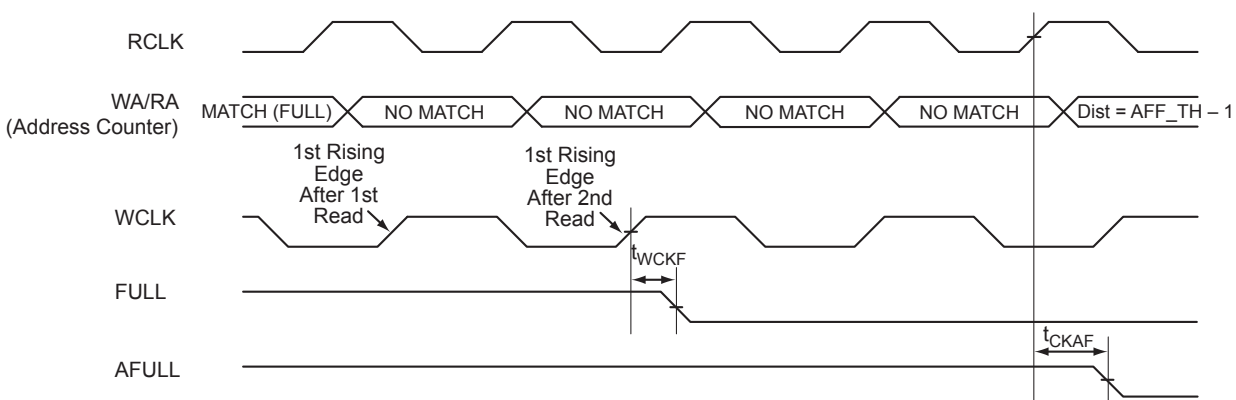 RCLK
WA/RA
(Address Counter)
MATCH (FULL)
NO MATCH
NO MATCH
NO MATCH
NO MATCH
Dist = AFF_TH – 1
1st Rising
Edge
After 1st
Read
1st Rising
Edge
After 2nd
Read
WCLK
tWCKF
FULL
tCKAF
AFULL